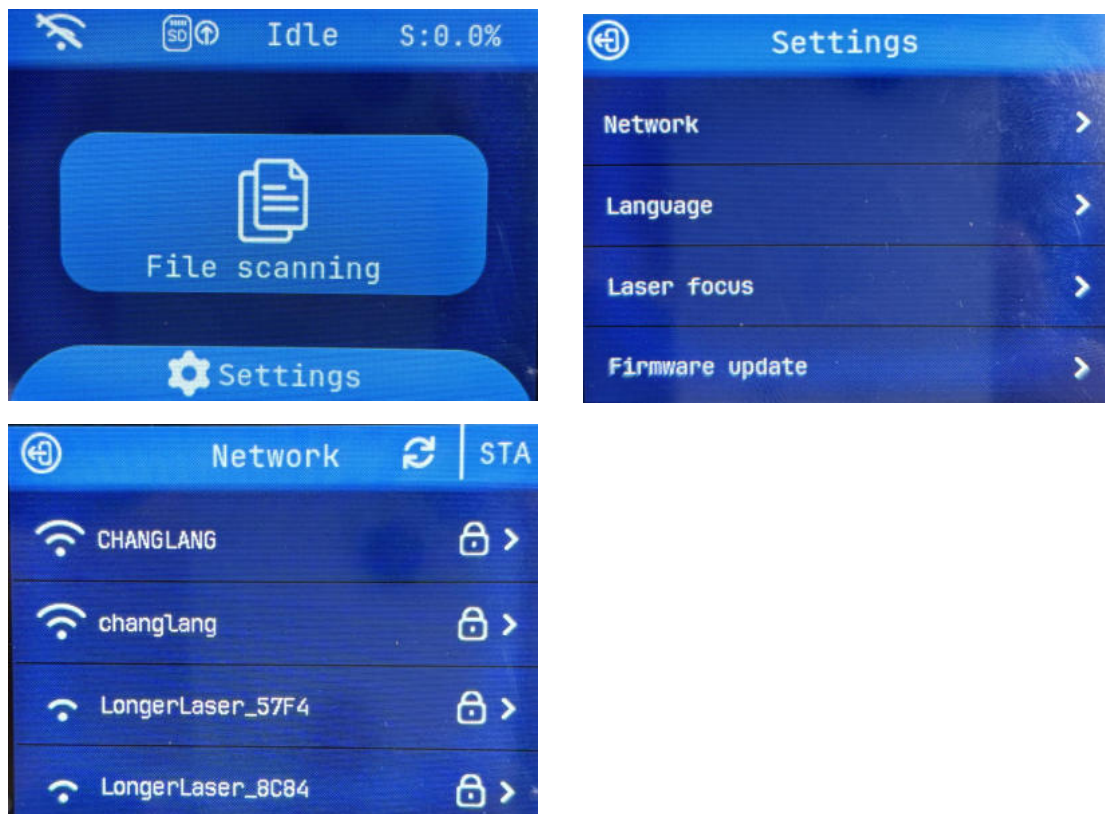 SD Idle S:0.0%
File scanning
Settings
Settings
Network
Language
Laser focus
Firmware update
Network STA
CHANGLANG
changlang
LongerLaser_57F4
LongerLaser_8C84